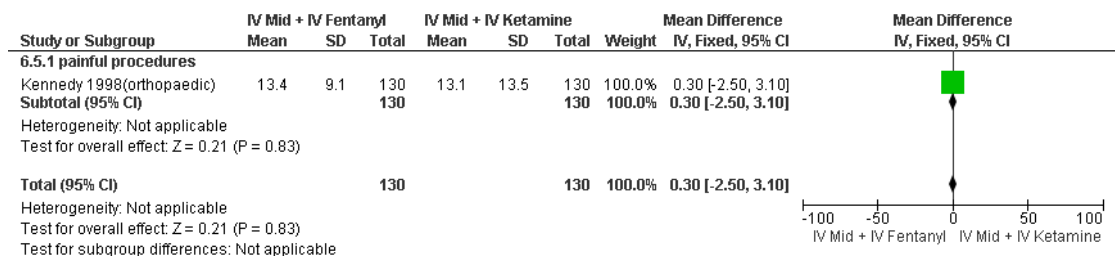 IV Mid + IV Fentanyl IV Mid + IV Ketamine Mean Difference Mean Difference
Study or Subgroup Mean SD Total Mean SD Total Weight IV, Fixed, 95% CI IV, Fixed, 95% CI
6.5.1 painful procedures
Kennedy 1998(orthopaedic) 13.4 9.1 130 13.1 13.5 130 100.0% 0.30 [-2.50, 3.10]
Subtotal (95% CI) 130 130 100.0% 0.30 [-2.50, 3.10]
Heterogeneity: Not applicable
Test for overall effect: Z = 0.21 (P = 0.83)
Total (95% CI) 130 130 100.0% 0.30 [-2.50, 3.10]
Heterogeneity: Not applicable
Test for overall effect: Z = 0.21 (P = 0.83)
Test for subgroup differences: Not applicable
-100 -50 0 50 100
IV Mid + IV Fentanyl IV Mid + IV Ketamine